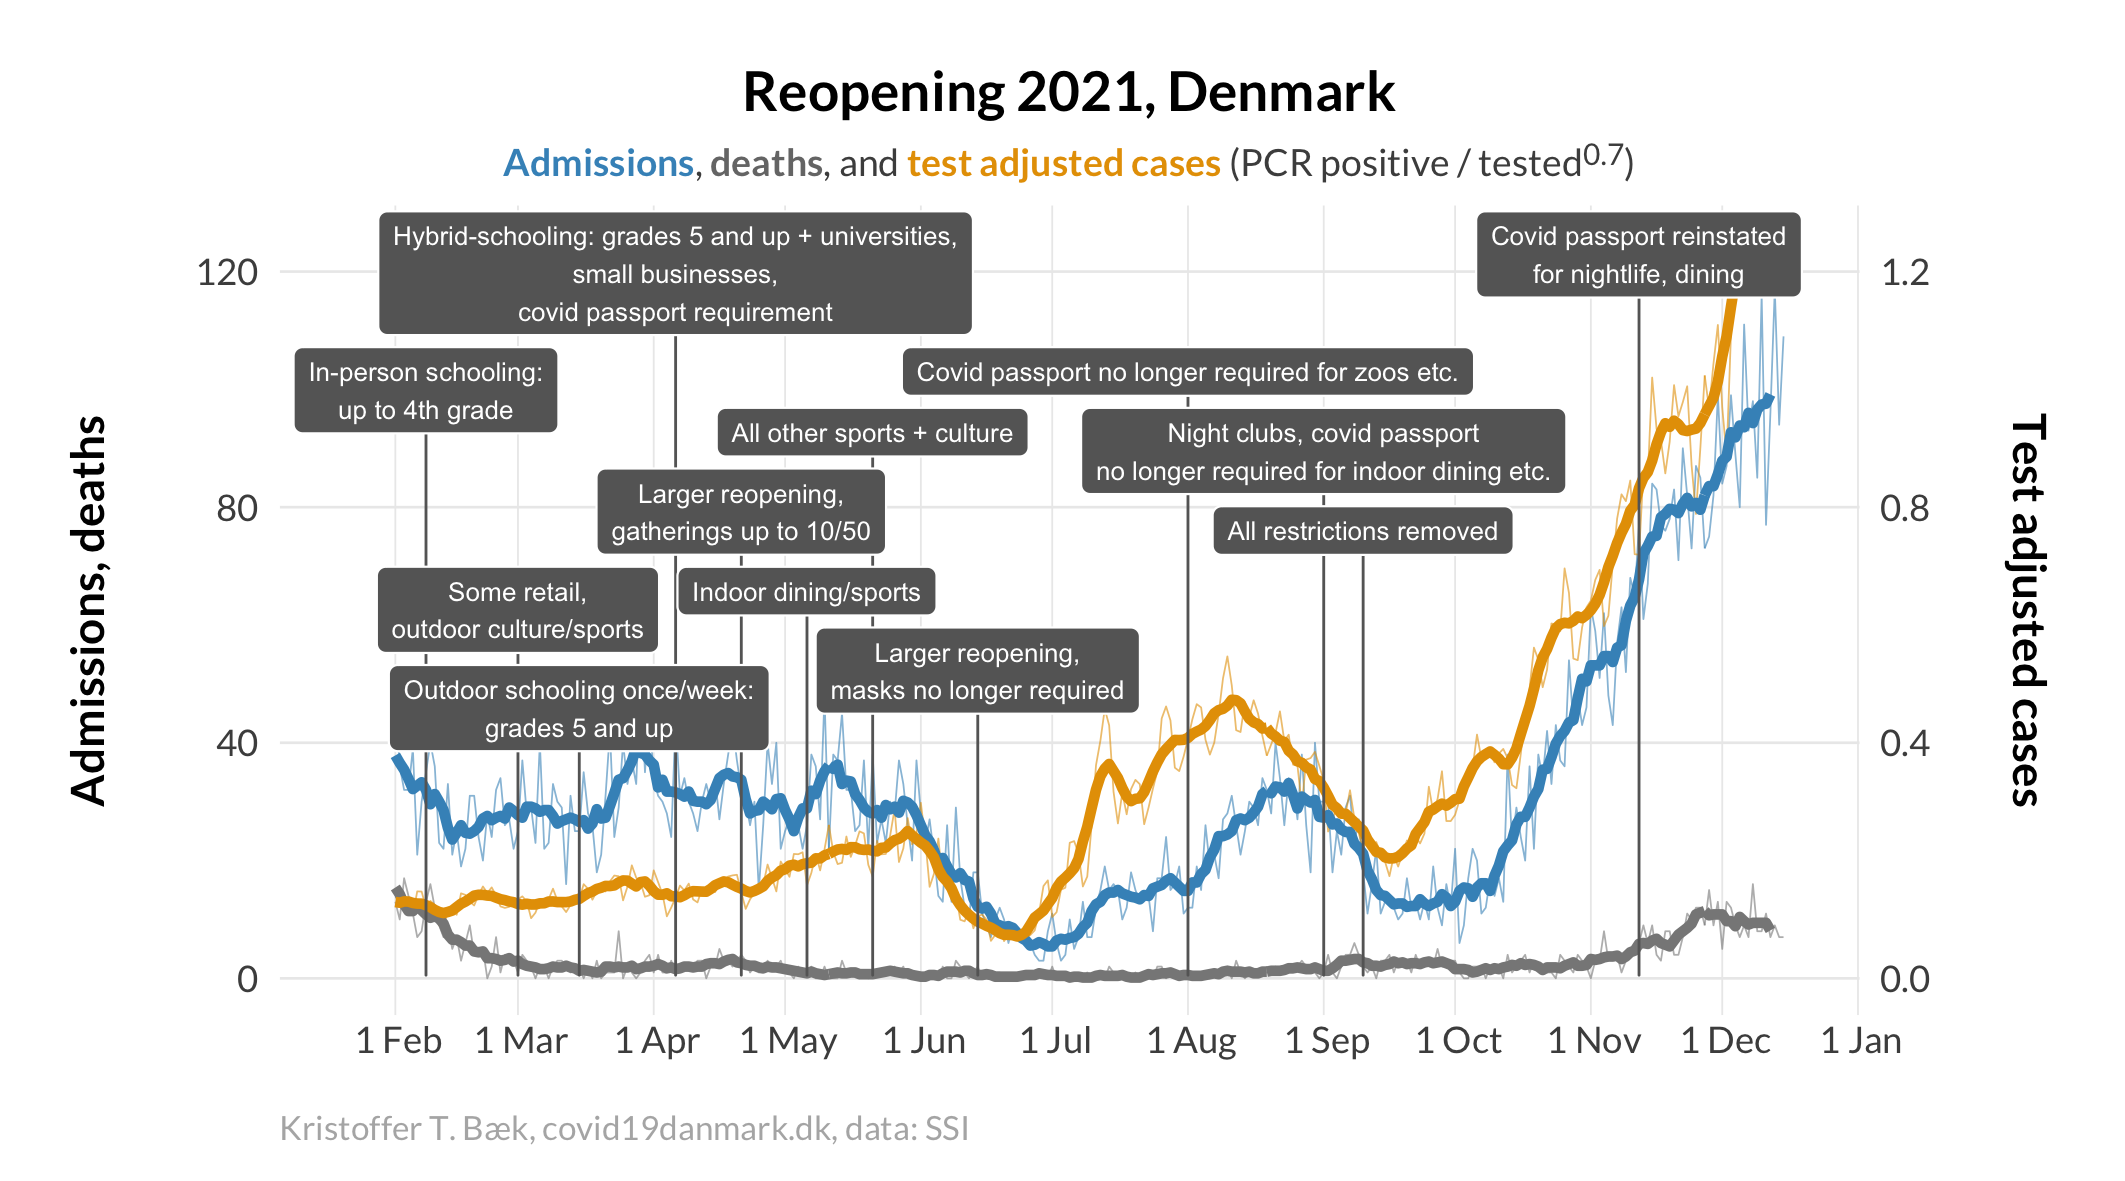 Reopening 2021, Denmark
Admissions, deaths, and test adjusted cases (PCR positive / tested^0.7)
Hybrid-schooling: grades 5 and up + universities,
small businesses,
covid passport requirement
Covid passport reinstated
for nightlife, dining
In-person schooling:
up to 4th grade
Covid passport no longer required for zoos etc.
All other sports + culture
Night clubs, covid passport
no longer required for indoor dining etc.
Larger reopening,
gatherings up to 10/50
All restrictions removed
Some retail,
outdoor culture/sports
Indoor dining/sports
Larger reopening,
masks no longer required
Outdoor schooling once/week:
grades 5 and up
Admissions, deaths
120
80
40
0
Test adjusted cases
1.2
0.8
0.4
0.0
1 Feb 1 Mar 1 Apr 1 May 1 Jun 1 Jul 1 Aug 1 Sep 1 Oct 1 Nov 1 Dec 1 Jan
Kristoffer T. Bæk, covid19danmark.dk, data: SSI